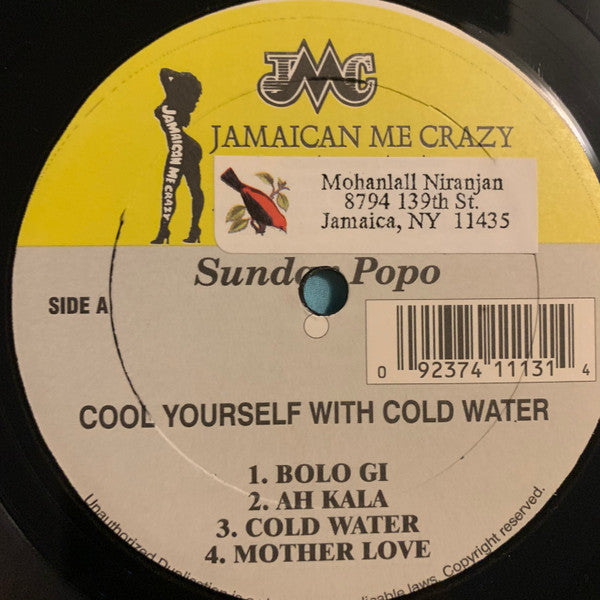 JMC
JAMAICAN ME CRAZY
JAMAICAN ME CRAZY
Mohanlall Niranjan
8794 139th St.
Jamaica, NY 11435
Popo
SIDE A
0 92374 11131 4
COOL YOURSELF WITH COLD WATER
1. BOLO GI
2. AH KALA
3. COLD WATER
4. MOTHER LOVE
Unauthorized Duplication is laws. Copyright reserved.